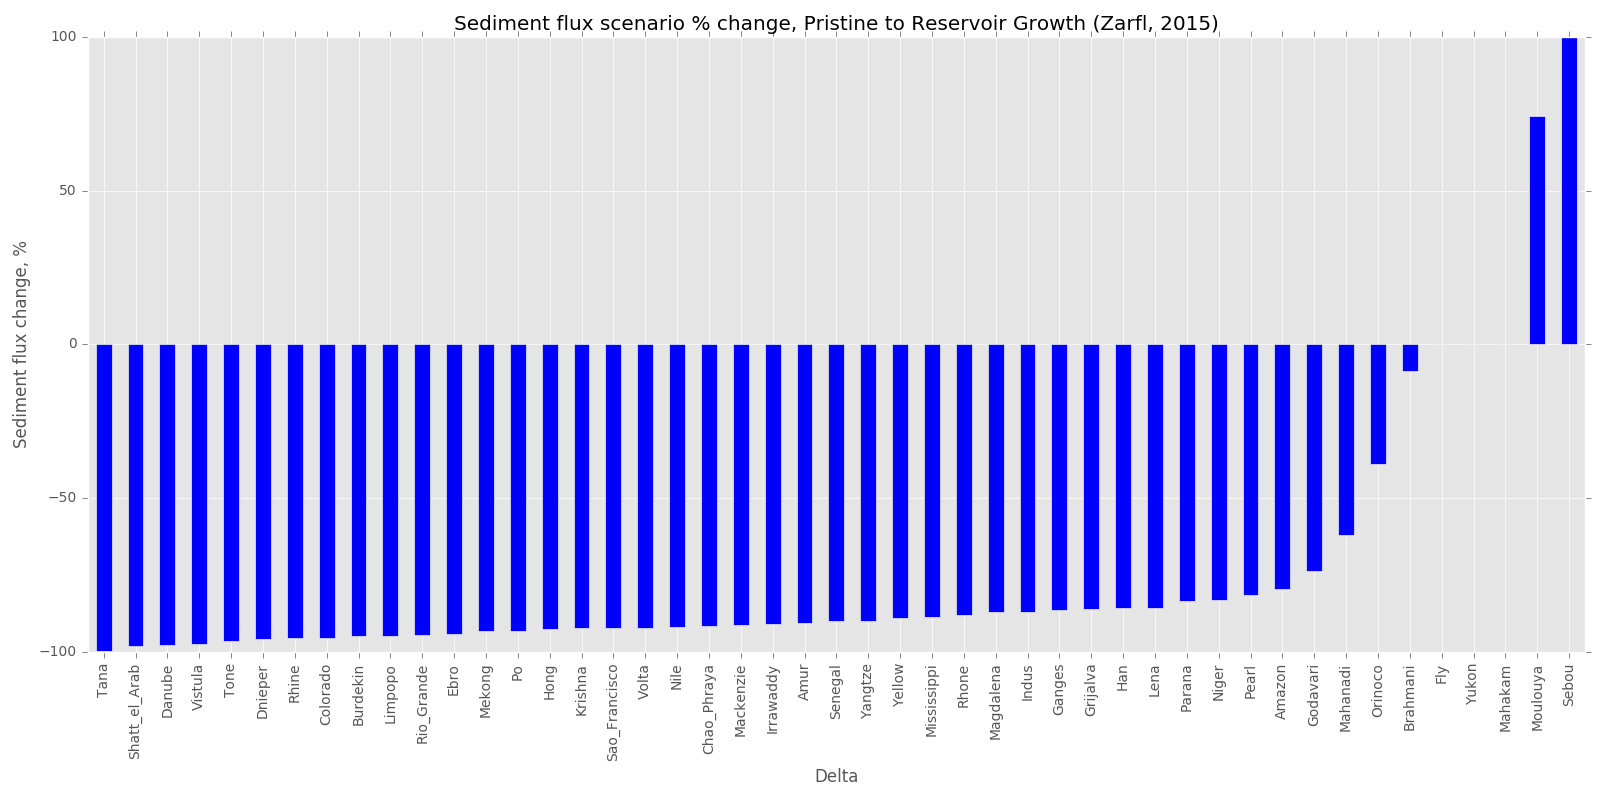 Sediment flux scenario % change, Pristine to Reservoir Growth (Zarfl, 2015)
100
50
0
−50
−100
Sediment flux change, %
Tana
Shatt_el_Arab
Danube
Vistula
Tone
Dnieper
Rhine
Colorado
Burdekin
Limpopo
Rio_Grande
Ebro
Mekong
Po
Hong
Krishna
Sao_Francisco
Volta
Nile
Chao_Phraya
Mackenzie
Irrawaddy
Amur
Senegal
Yangtze
Yellow
Mississippi
Rhone
Magdalena
Indus
Ganges
Grijalva
Han
Lena
Parana
Niger
Pearl
Amazon
Godavari
Mahanadi
Orinoco
Brahmani
Fly
Yukon
Mahakam
Moulouya
Sebou
Delta